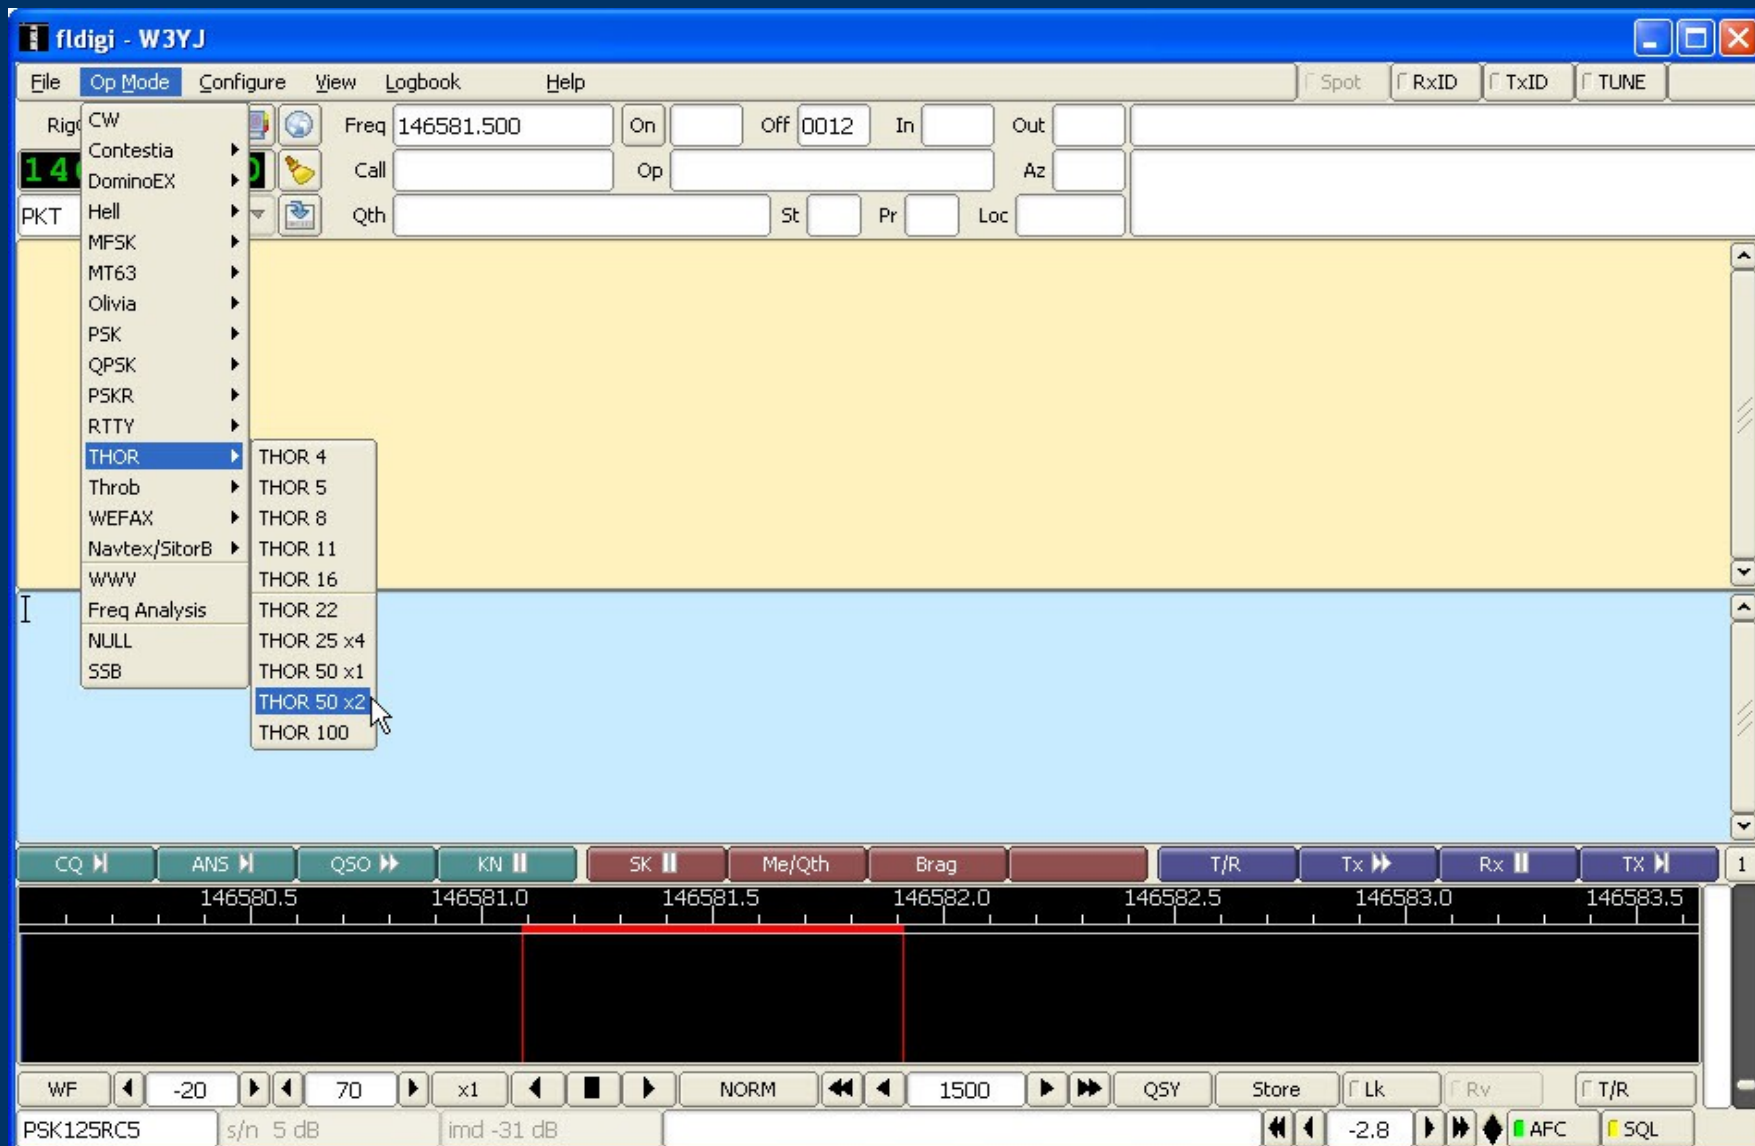 fldigi - W3YJ
File Op Mode Configure View Logbook Help Spot RxID TxID TUNE
Freq 146581.500 On Off 0012 In Out
Call Op Az
PKT Qth St Pr Loc
CW
Contestia
DominoEX
Hell
MFSK
MT63
Olivia
PSK
QPSK
PSKR
RTTY
THOR
Throb
WEFAX
Navtex/SitorB
WWV
Freq Analysis
NULL
SSB
THOR 4
THOR 5
THOR 8
THOR 11
THOR 16
THOR 22
THOR 25 x4
THOR 50 x1
THOR 50 x2
THOR 100
CQ ANS QSO KN SK Me/Qth Brag T/R Tx Rx TX 1
146580.5 146581.0 146581.5 146582.0 146582.5 146583.0 146583.5
WF -20 70 x1 NORM 1500 QSY Store Lk Rv T/R
PSK125RC5 s/n 5 dB imd -31 dB -2.8 AFC SQL